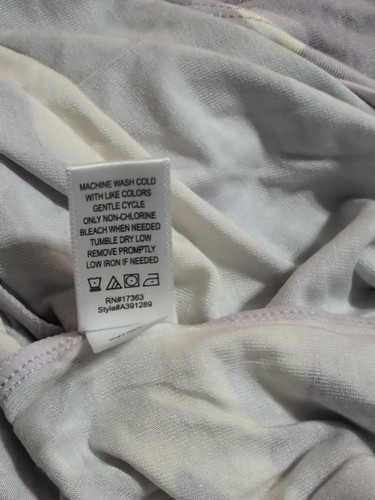 MACHINE WASH COLD
WITH LIKE COLORS
GENTLE CYCLE
ONLY NON-CHLORINE
BLEACH WHEN NEEDED
TUMBLE DRY LOW
REMOVE PROMPTLY
LOW IRON IF NEEDED
RN#17363
Style#A391289